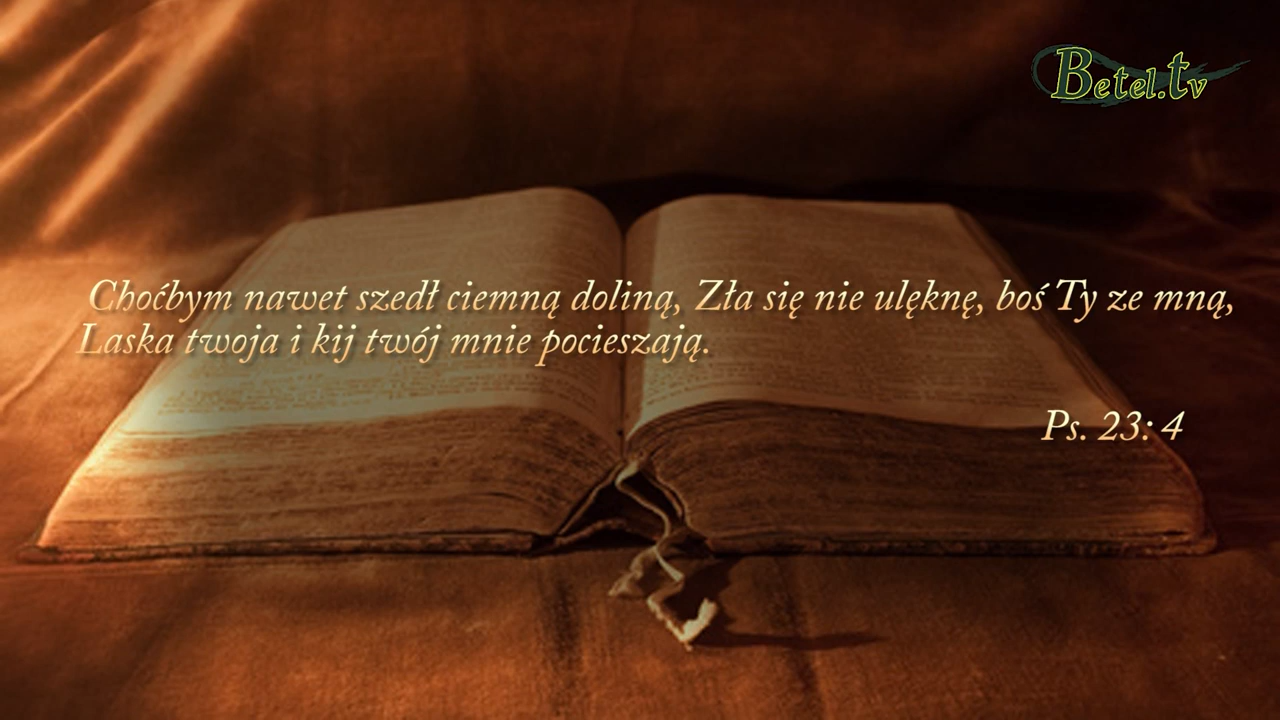 Betel.tv
Choćbym nawet szedł ciemną doliną, Zła się nie ulęknę, boś Ty ze mną,
Laska twoja i kij twój mnie pocieszają.
Ps. 23: 4